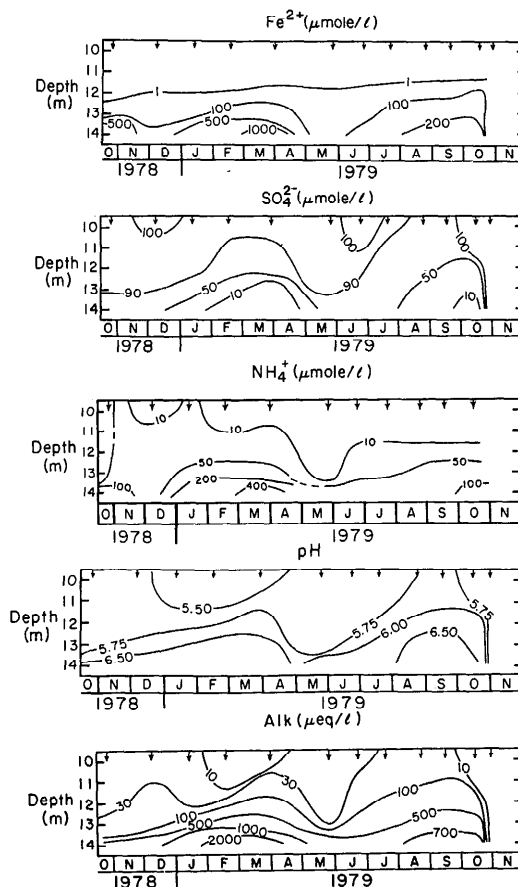 Fe²⁺(μmole/ℓ)
10
11
Depth 12
(m) 13
14
1 1
100 100
500 500 1000 200
O N D J F M A M J J A S O N
1978 1979
SO₄²⁻(μmole/ℓ)
10
11
Depth 12
(m) 13
14
100 100 100
90 50 90 50
10 10
O N D J F M A M J J A S O N
1978 1979
NH₄⁺(μmole/ℓ)
10
11
Depth 12
(m) 13
14
10 10 10
50 50
100 200 400 100
O N D J F M A M J J A S O N
1978 1979
pH
10
11
Depth 12
(m) 13
14
5.50 5.75
5.75 5.75 6.00
6.50 6.50
O N D J F M A M J J A S O N
1978 1979
Alk (μeq/ℓ)
10
11
Depth 12
(m) 13
14
10 30 10
30 100 100
500 1000 500
2000 700
O N D J F M A M J J A S O N
1978 1979